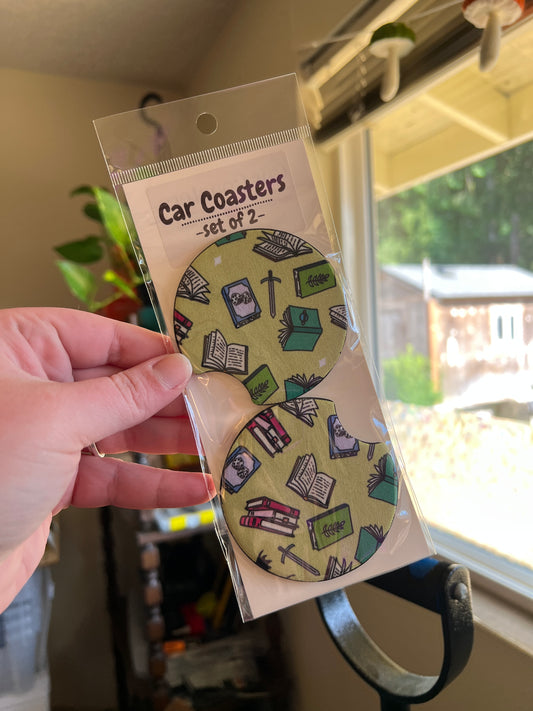 Car Coasters
-set of 2-